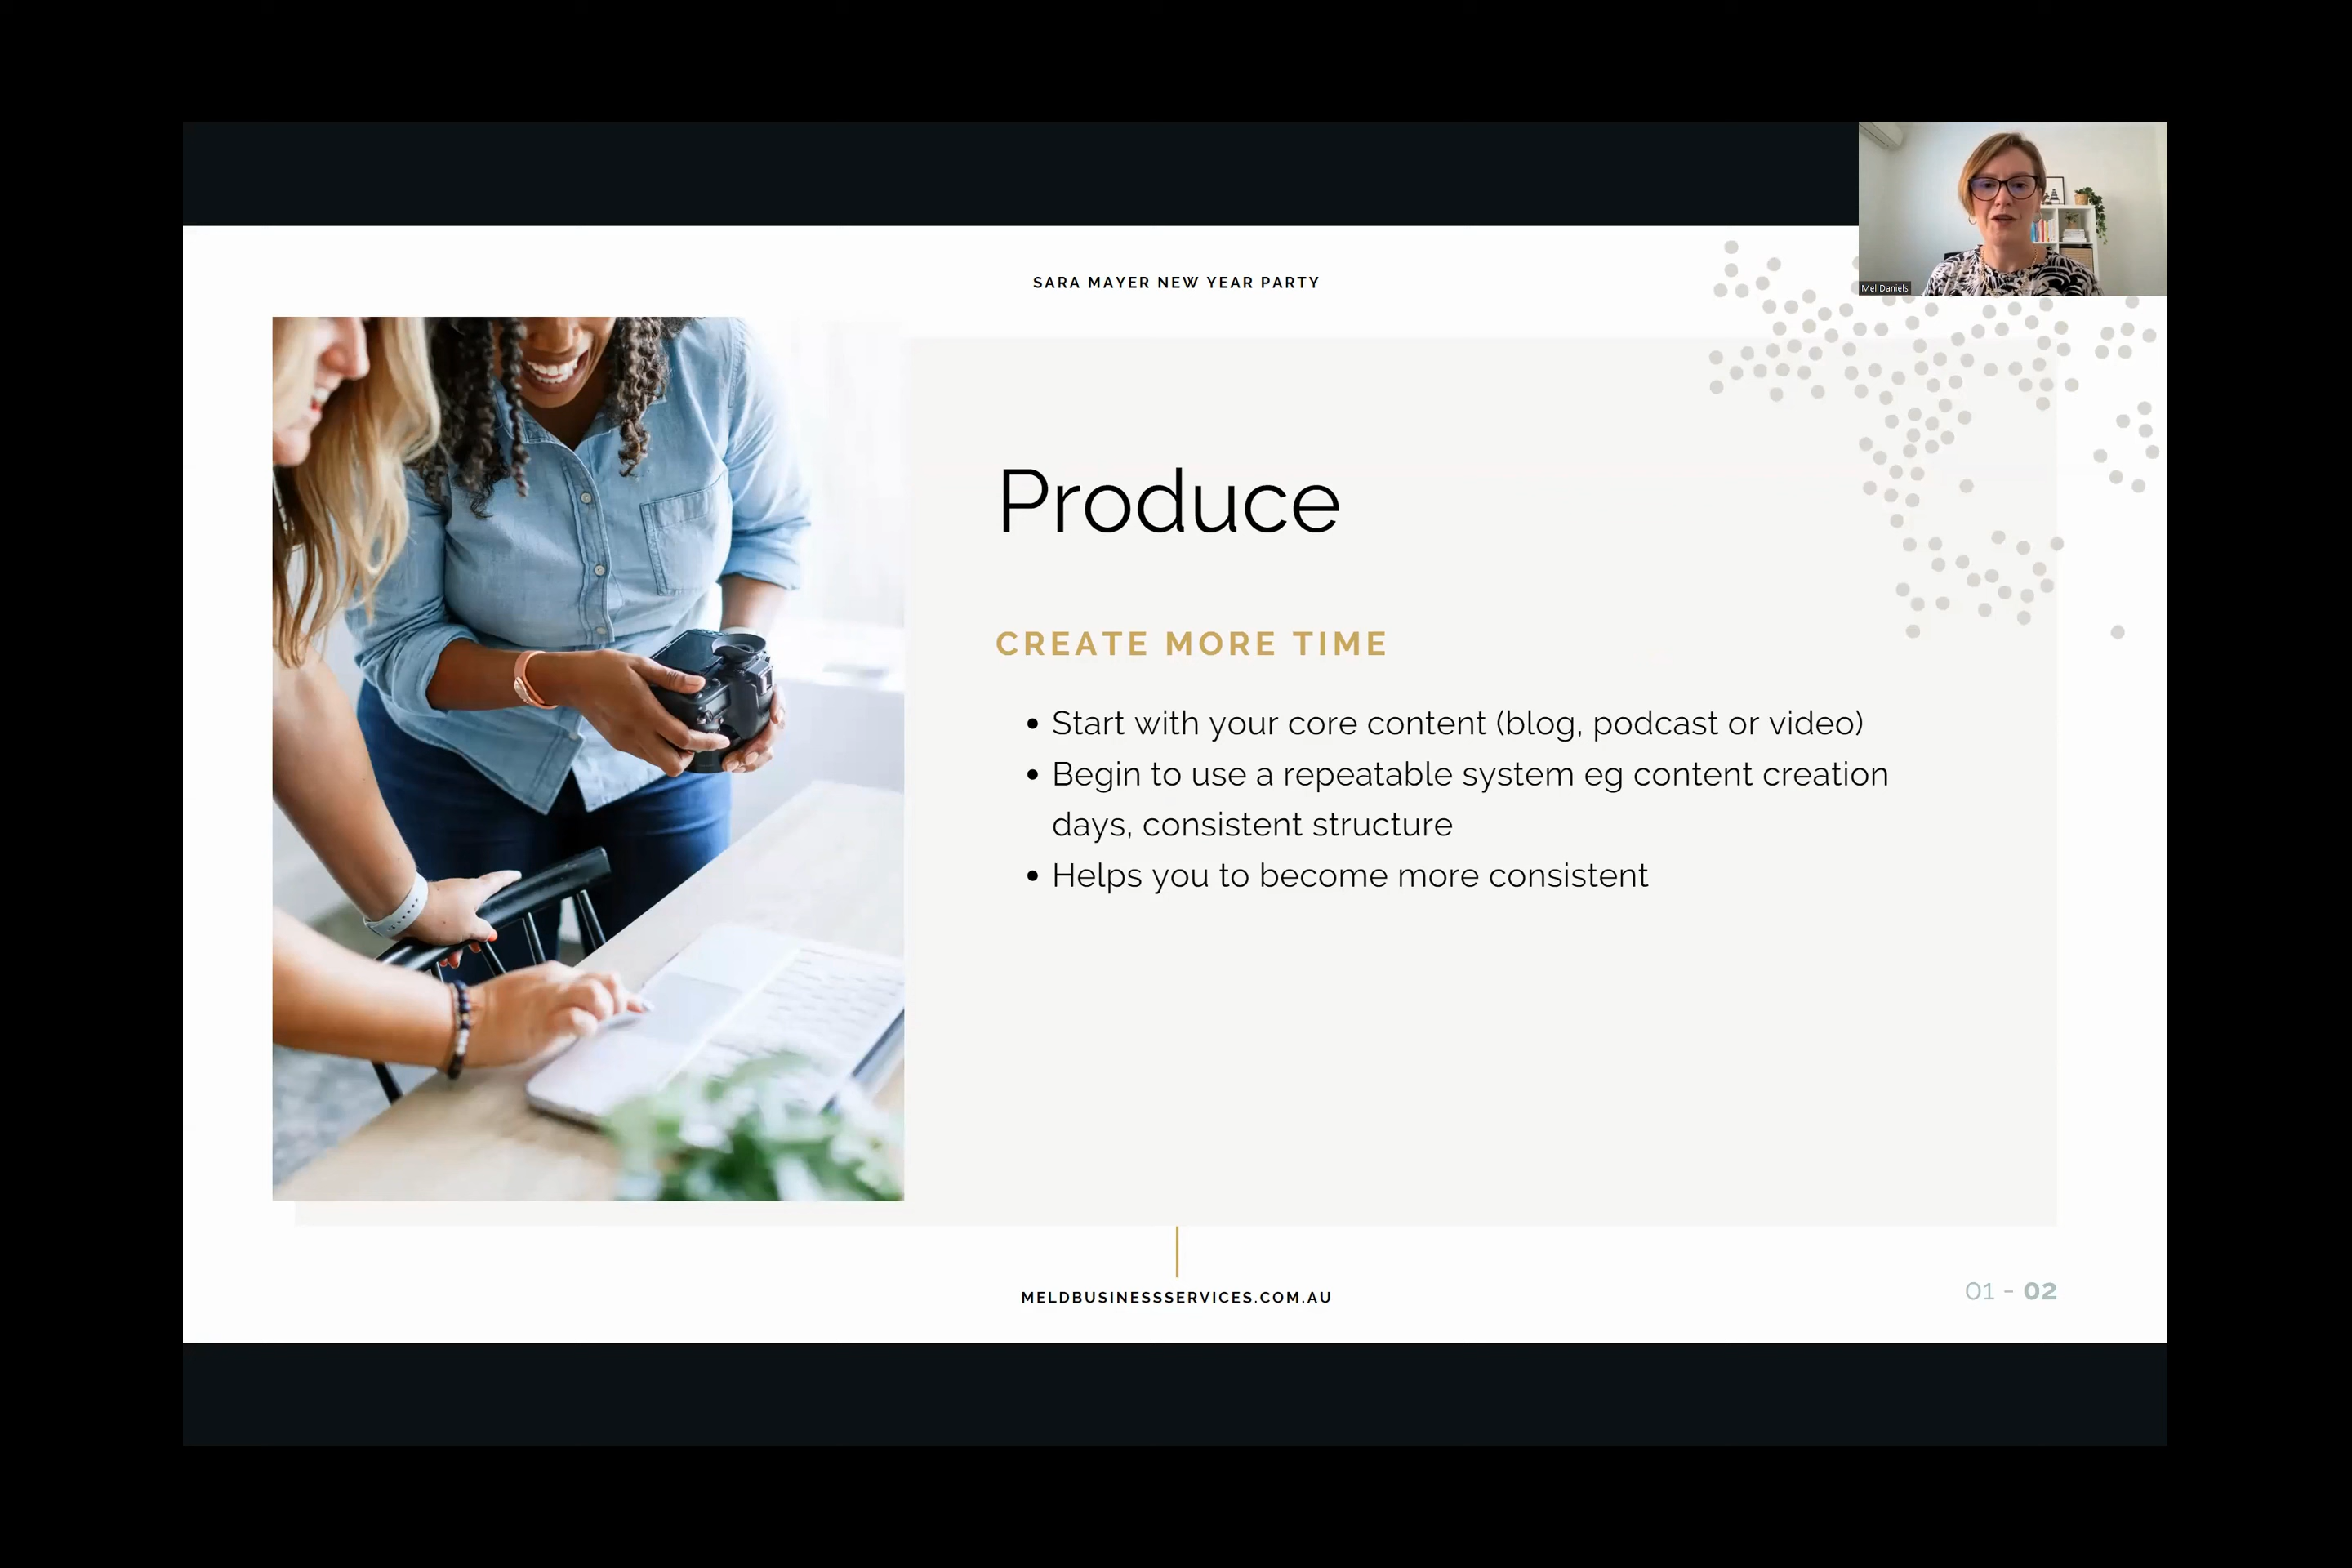 Mel Daniels
SARA MAYER NEW YEAR PARTY
Produce
CREATE MORE TIME
• Start with your core content (blog, podcast or video)
• Begin to use a repeatable system eg content creation
days, consistent structure
• Helps you to become more consistent
MELDBUSINESSSERVICES.COM.AU
01 - 02